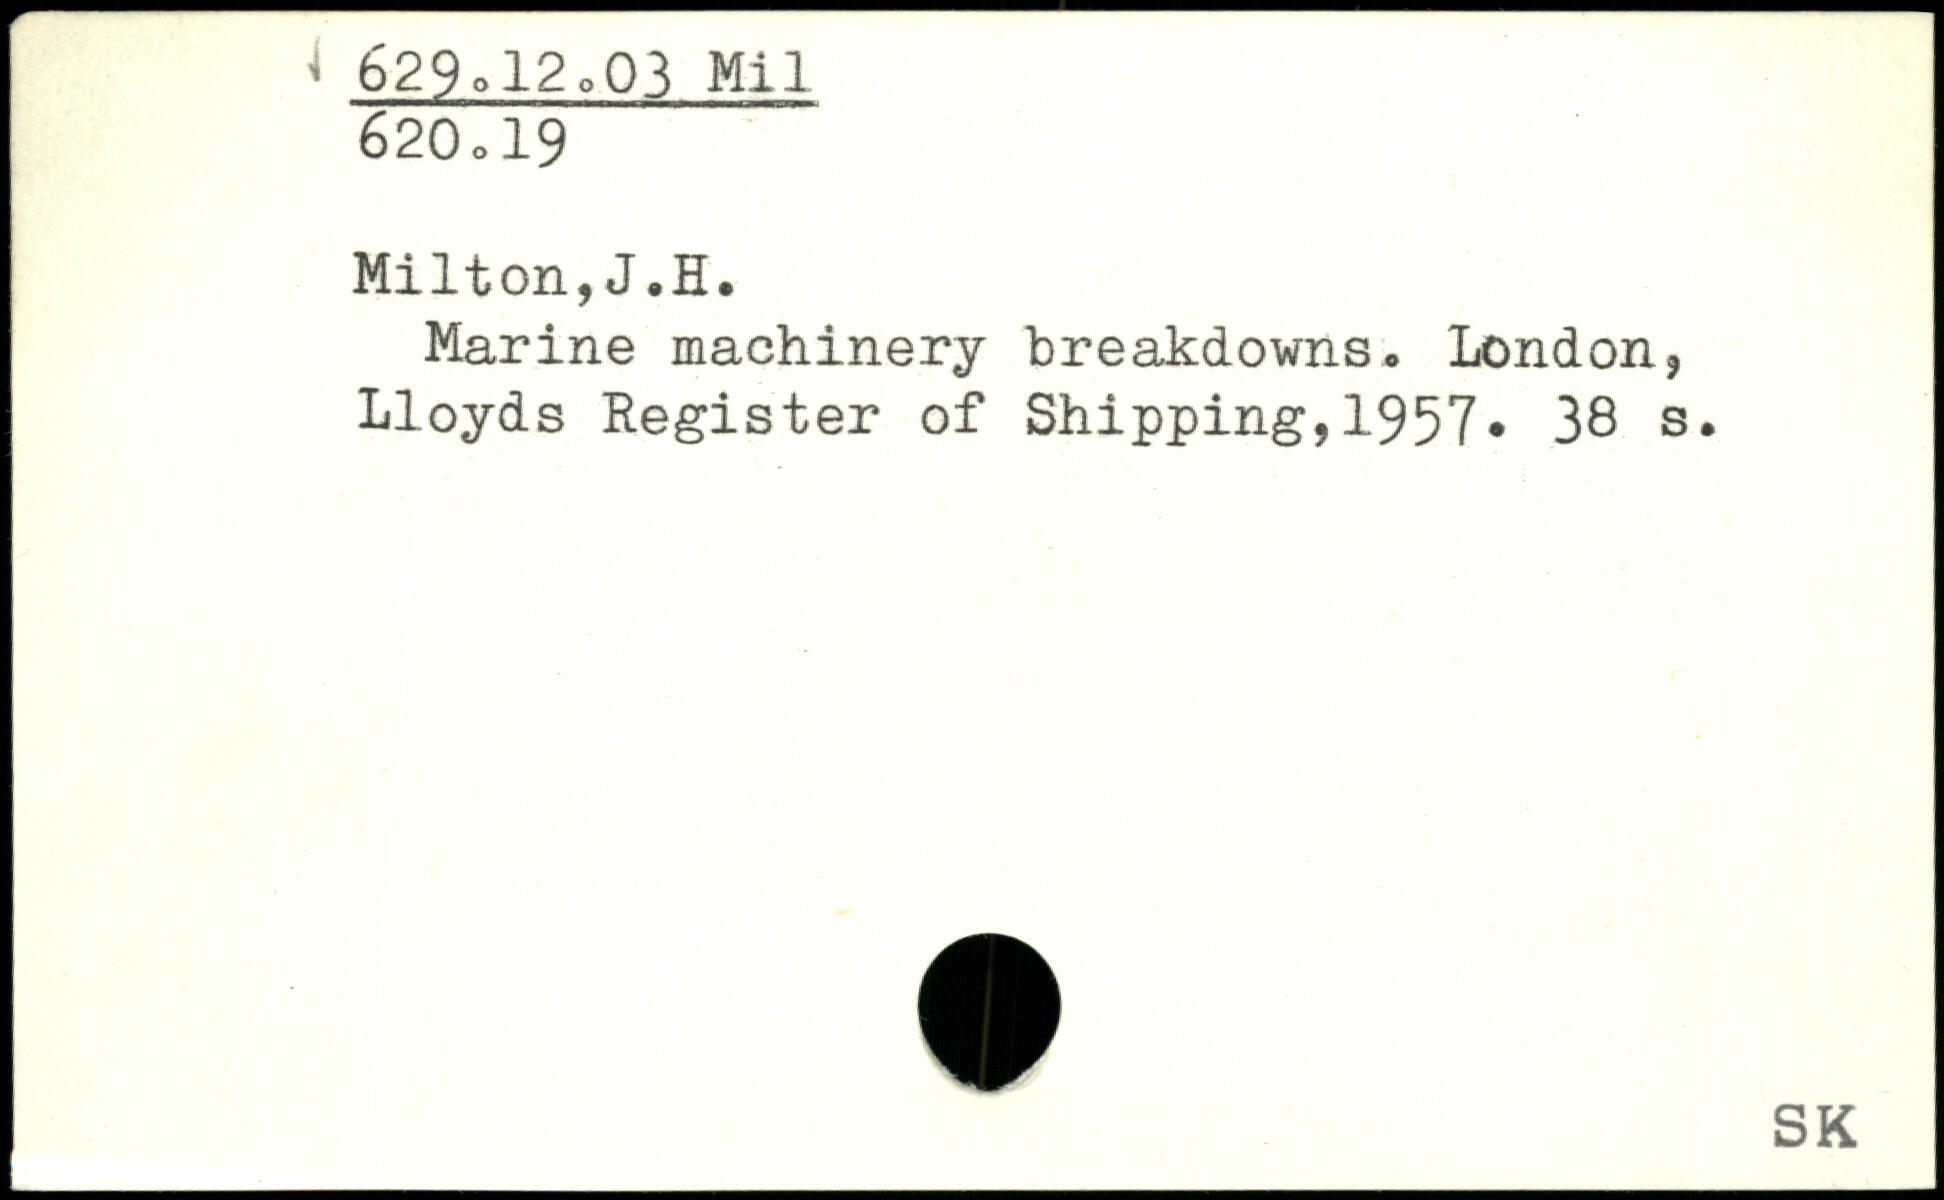 629.12.03 Mil
620.19
Milton,J.H.
Marine machinery breakdowns. London,
Lloyds Register of Shipping,1957. 38 s.
SK